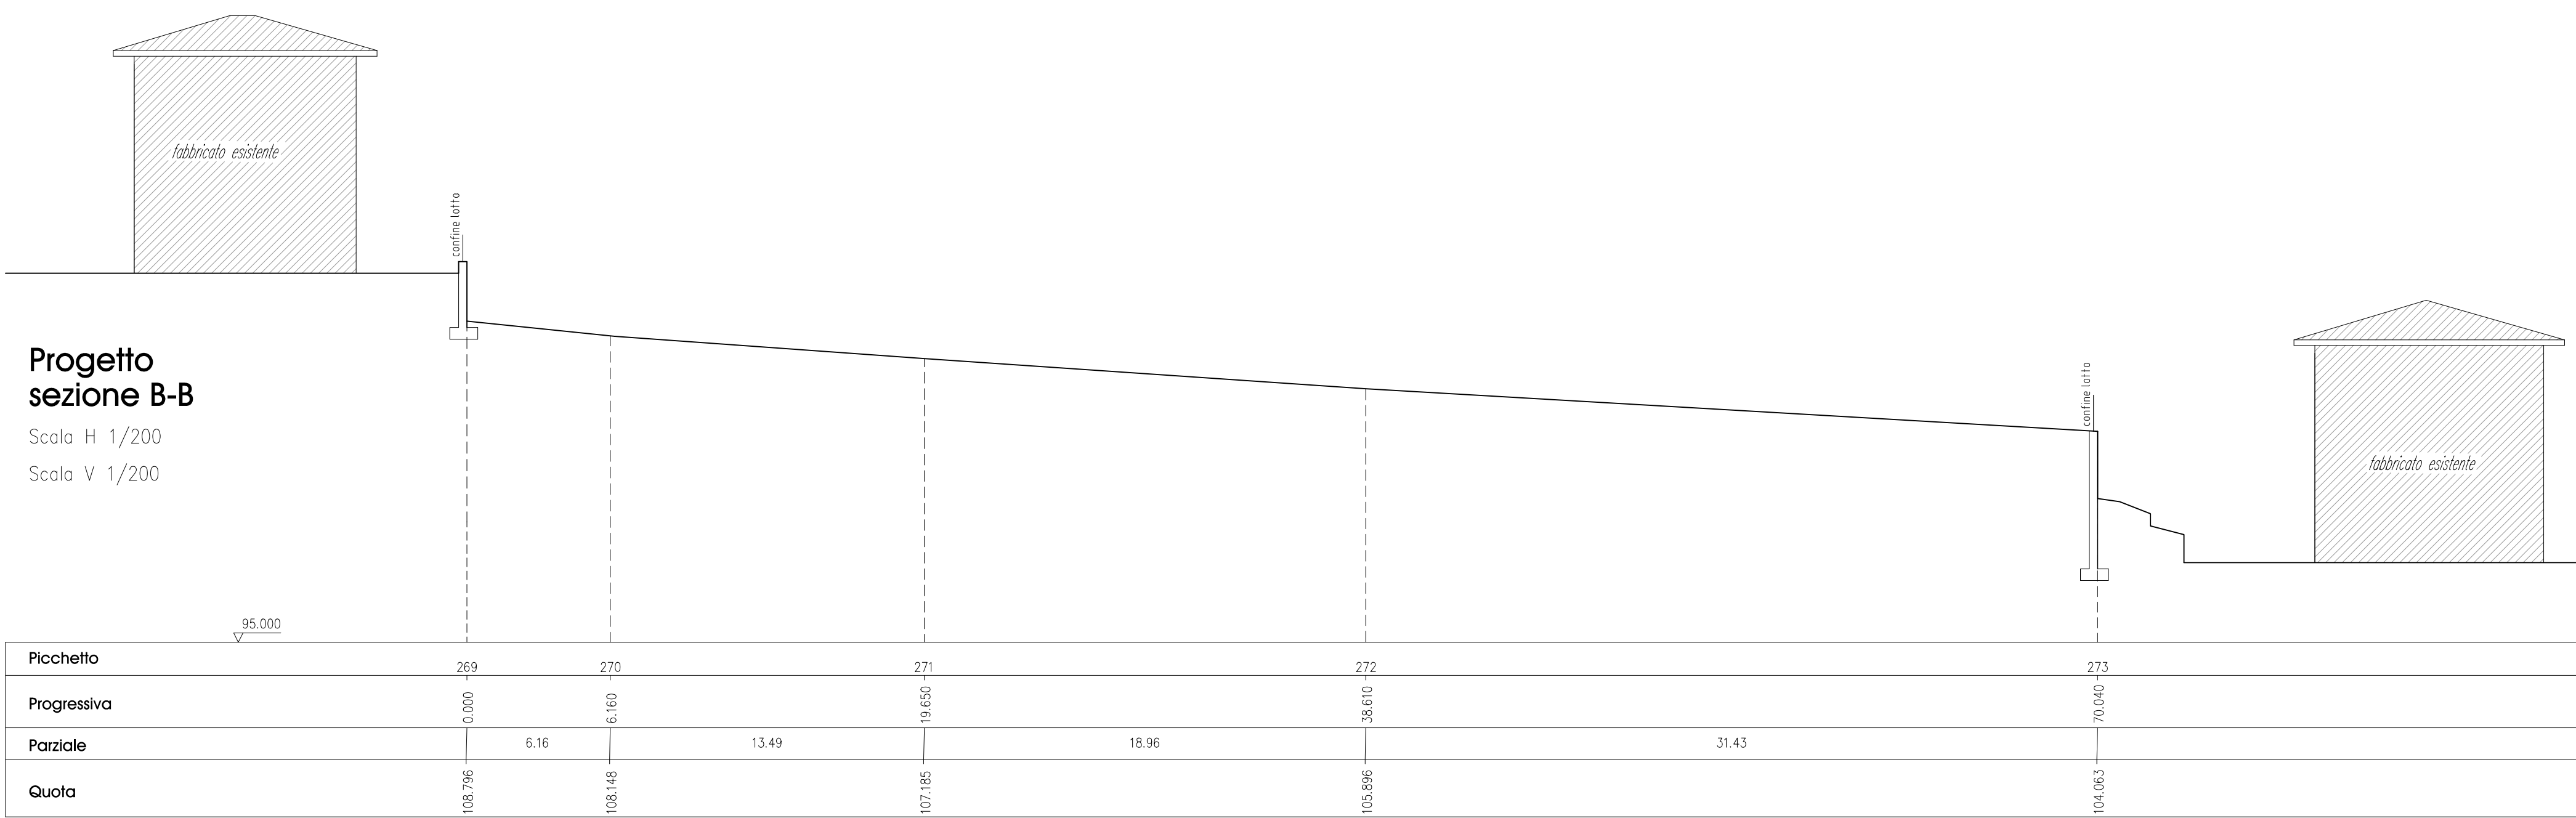 fabbricato esistente
confine lotto
Progetto
sezione B-B
Scala H 1/200
Scala V 1/200
confine lotto
fabbricato esistente
95.000
Picchetto 269 270 271 272 273
Progressiva 0.000 6.160 19.650 38.610 70.040
Parziale 6.16 13.49 18.96 31.43
Quota 108.796 108.148 107.185 105.896 104.063